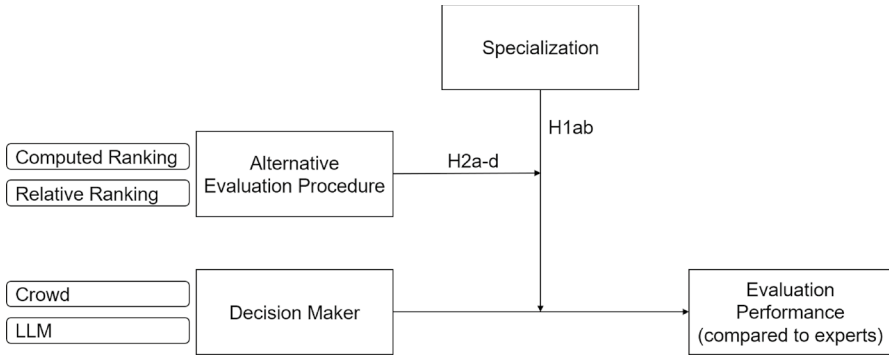 Specialization
H1ab
Computed Ranking
Relative Ranking
Alternative
Evaluation Procedure
H2a-d
Crowd
LLM
Decision Maker
Evaluation
Performance
(compared to experts)